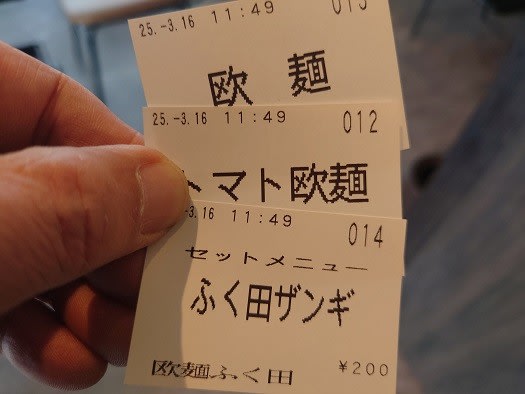 25.-3.16 11:49 013
欧 麺
25.-3.16 11:49 012
トマト欧麺
-3.16 11:49 014
セットメニュー
ふく田ザンギ
欧麺ふく田 ¥200